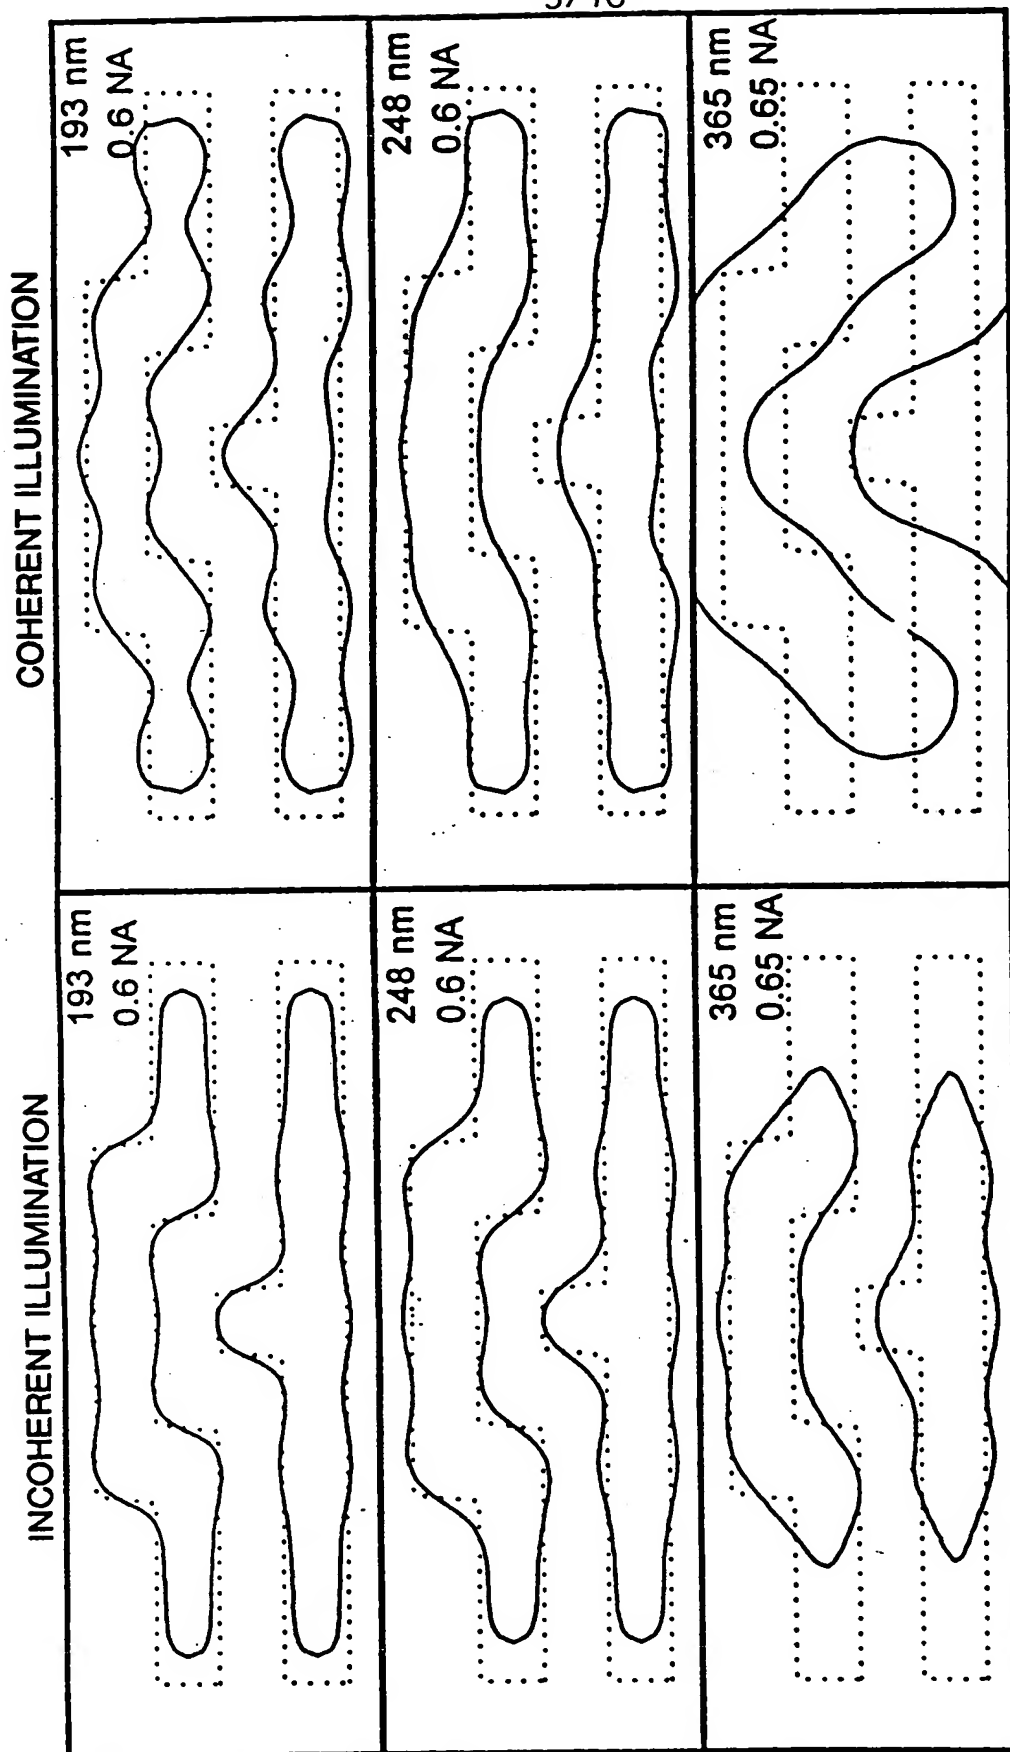 INCOHERENT ILLUMINATION
COHERENT ILLUMINATION
193 nm
0.6 NA
193 nm
0.6 NA
248 nm
0.6 NA
248 nm
0.6 NA
365 nm
0.65 NA
365 nm
0.65 NA